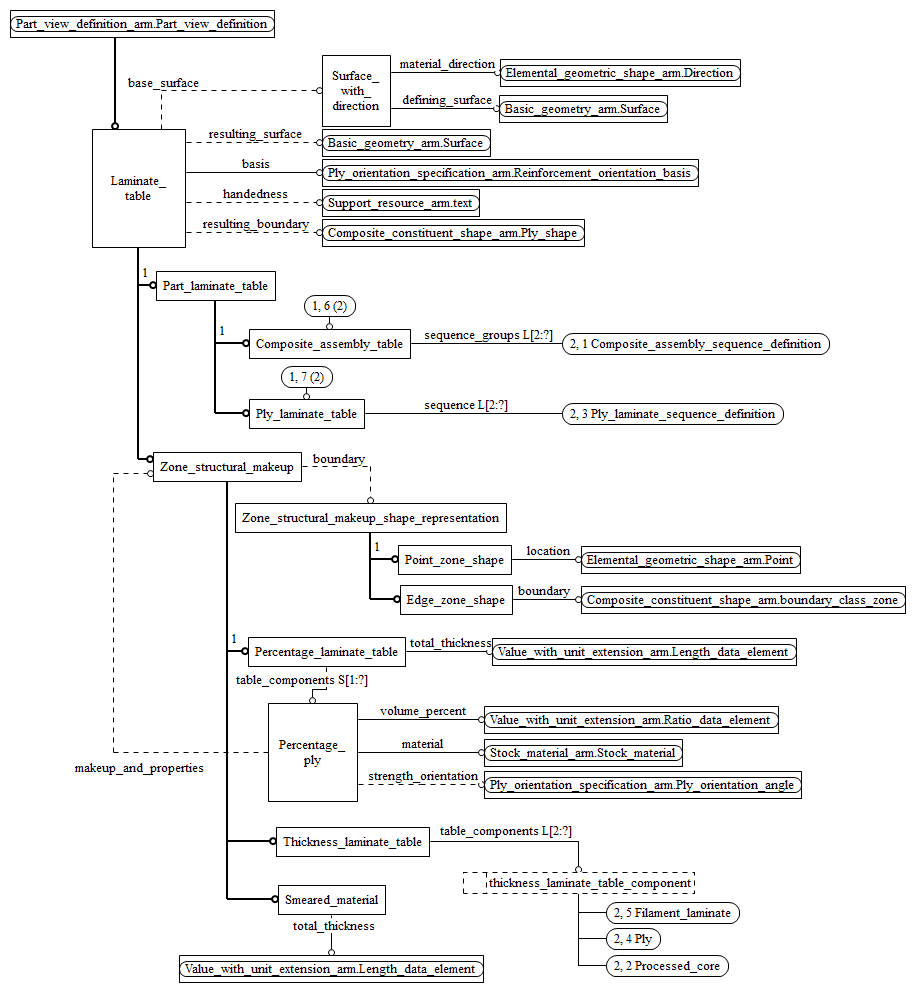 Part_view_definition_arm.Part_view_definition
base_surface
Surface_
with_
direction
material_direction
Elemental_geometric_shape_arm.Direction
defining_surface
Basic_geometry_arm.Surface
Laminate_
table
resulting_surface
Basic_geometry_arm.Surface
basis
Ply_orientation_specification_arm.Reinforcement_orientation_basis
handedness
Support_resource_arm.text
resulting_boundary
Composite_constituent_shape_arm.Ply_shape
1
Part_laminate_table
1, 6 (2)
1
Composite_assembly_table
sequence_groups L[2:?]
2, 1 Composite_assembly_sequence_definition
1, 7 (2)
Ply_laminate_table
sequence L[2:?]
2, 3 Ply_laminate_sequence_definition
Zone_structural_makeup
boundary
Zone_structural_makeup_shape_representation
1
Point_zone_shape
location
Elemental_geometric_shape_arm.Point
Edge_zone_shape
boundary
Composite_constituent_shape_arm.boundary_class_zone
1
Percentage_laminate_table
total_thickness
Value_with_unit_extension_arm.Length_data_element
table_components S[1:?]
Percentage_
ply
volume_percent
Value_with_unit_extension_arm.Ratio_data_element
material
Stock_material_arm.Stock_material
strength_orientation
Ply_orientation_specification_arm.Ply_orientation_angle
makeup_and_properties
Thickness_laminate_table
table_components L[2:?]
thickness_laminate_table_component
Smeared_material
2, 5 Filament_laminate
total_thickness
2, 4 Ply
2, 2 Processed_core
Value_with_unit_extension_arm.Length_data_element